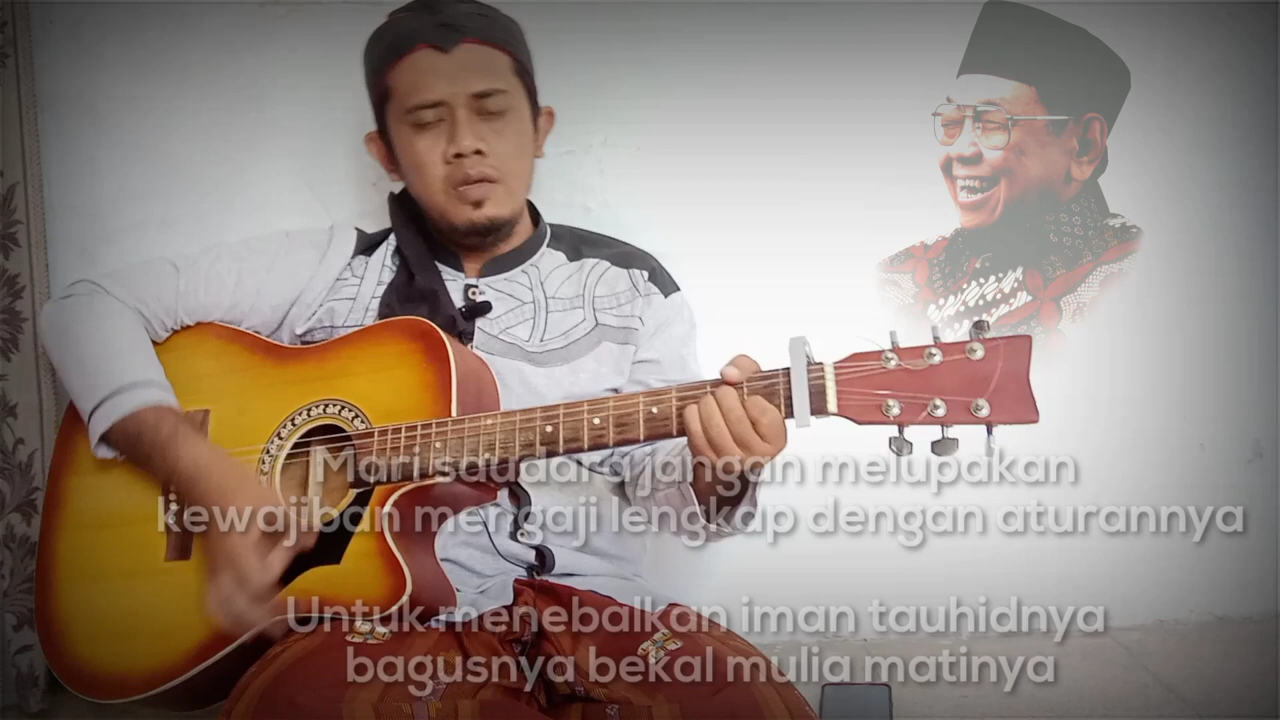 Mari saudara jangan melupakan
kewajiban mengaji lengkap dengan aturannya
Untuk menebalkan iman tauhidnya
bagusnya bekal mulia matinya